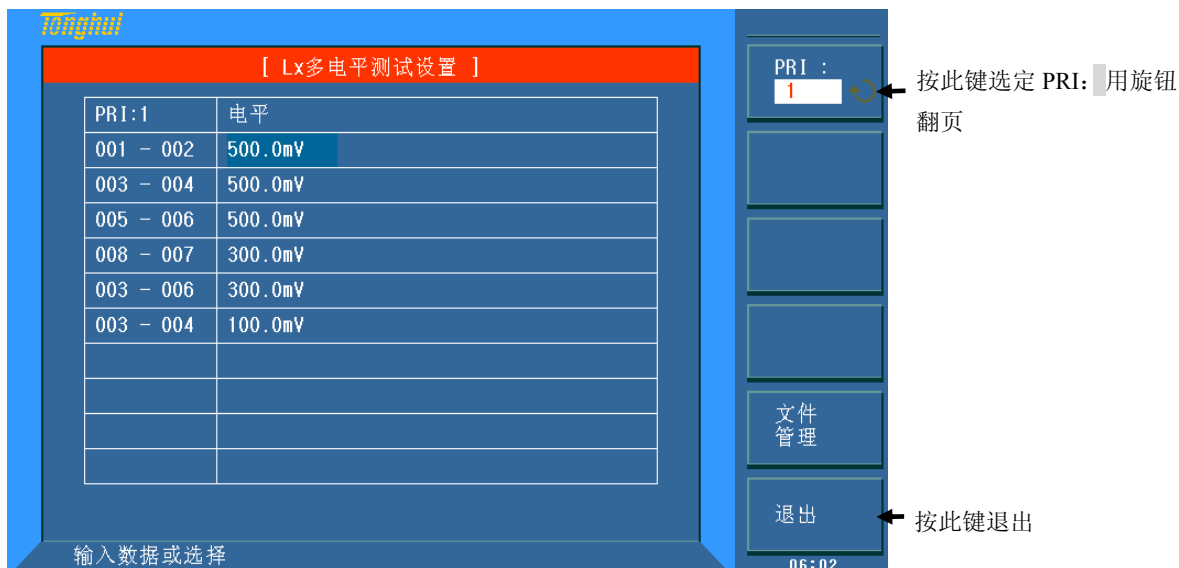 Tonghui
[ Lx多电平测试设置 ]
PRI:1 电平
001 - 002 500.0mV
003 - 004 500.0mV
005 - 006 500.0mV
008 - 007 300.0mV
003 - 006 300.0mV
003 - 004 100.0mV
输入数据或选择
PRI :
1
文件
管理
退出
06:02
按此键选定 PRI: 用旋钮
翻页
按此键退出